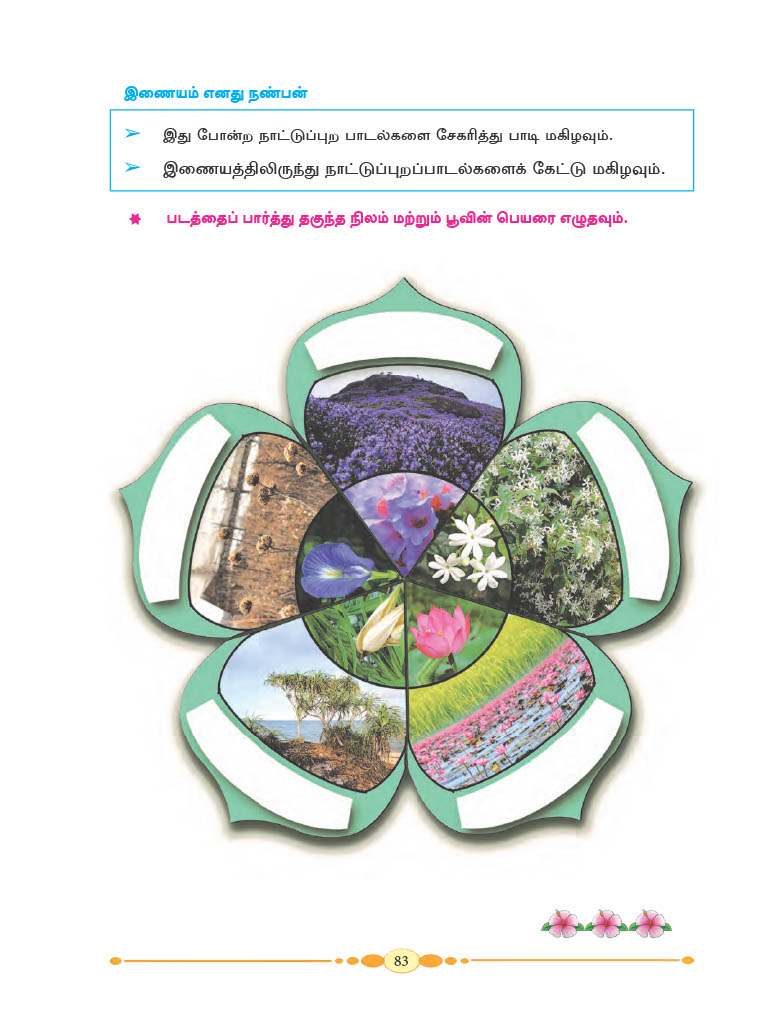 இணையம் எனது நண்பன்
➢ இது போன்ற நாட்டுப்புற பாடல்களை சேகரித்து பாடி மகிழவும்.
➢ இணையத்திலிருந்து நாட்டுப்புறப்பாடல்களைக் கேட்டு மகிழவும்.
படத்தைப் பார்த்து தகுந்த நிலம் மற்றும் பூவின் பெயரை எழுதவும்.
83